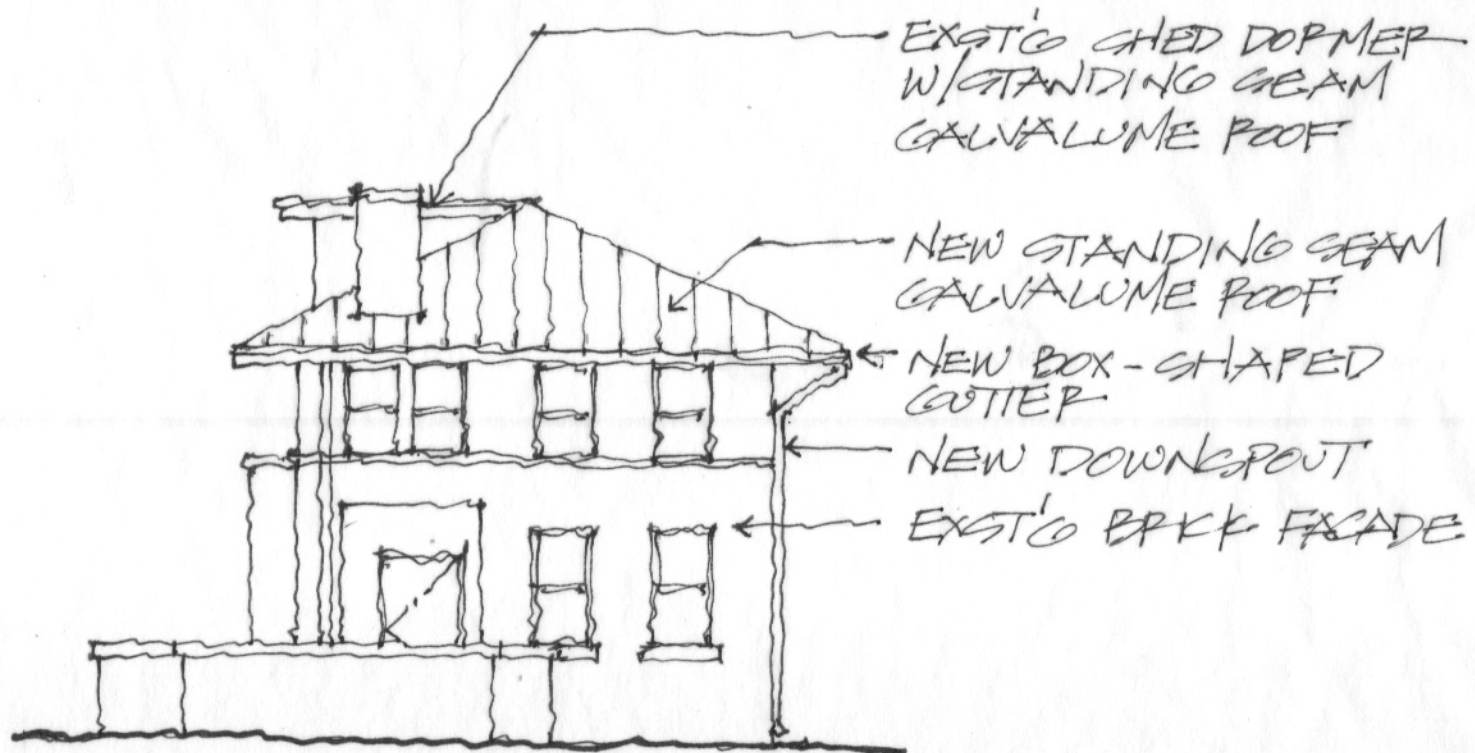 EXST'G SHED DORMER
W/STANDING SEAM
GALVALUME ROOF
NEW STANDING SEAM
GALVALUME ROOF
NEW BOX-SHAPED
GUTTER
NEW DOWNSPOUT
EXST'G BRICK FACADE